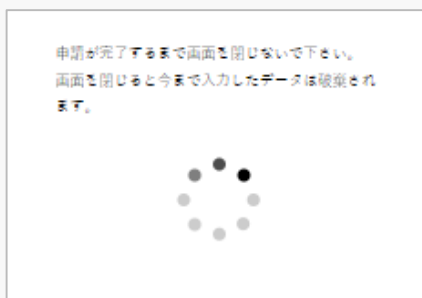 申請が完了するまで画面を閉じないで下さい。
画面を閉じると今まで入力したデータは破棄され
ます。